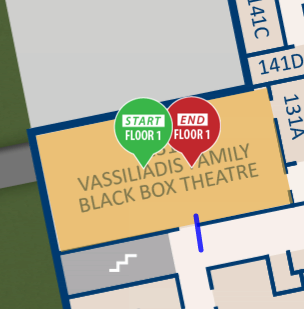 141C
141D
131A
START
FLOOR 1
END
FLOOR 1
VASSILIADIS FAMILY
BLACK BOX THEATRE